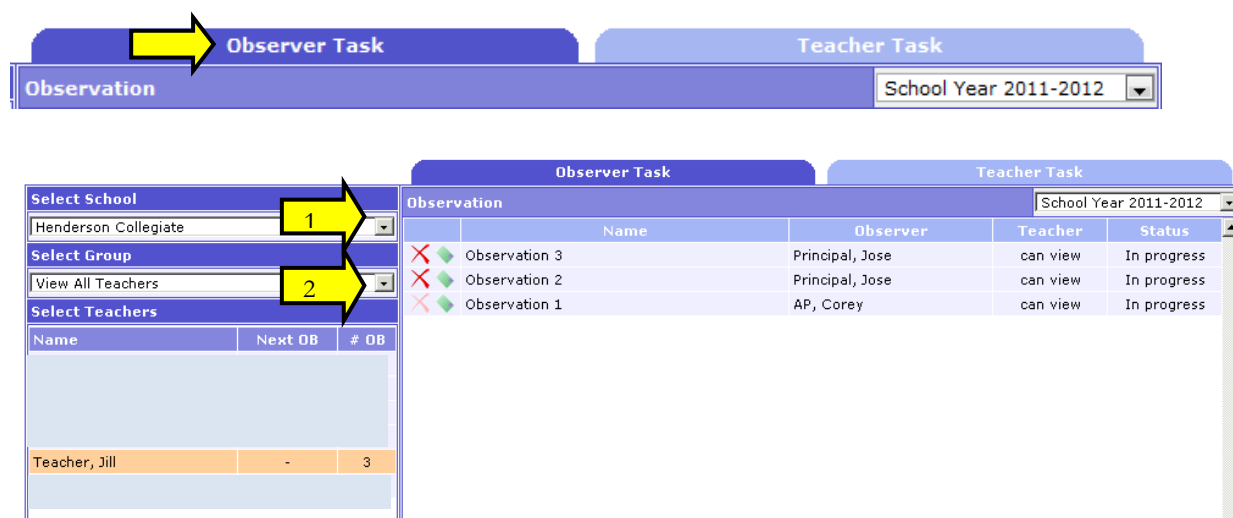 Observer Task Teacher Task
Observation School Year 2011-2012
Observer Task Teacher Task
Select School
Henderson Collegiate 1
Select Group
View All Teachers 2
Select Teachers
Name Next OB # OB
Teacher, Jill - 3
Observation School Year 2011-2012
Name Observer Teacher Status
Observation 3 Principal, Jose can view In progress
Observation 2 Principal, Jose can view In progress
Observation 1 AP, Corey can view In progress